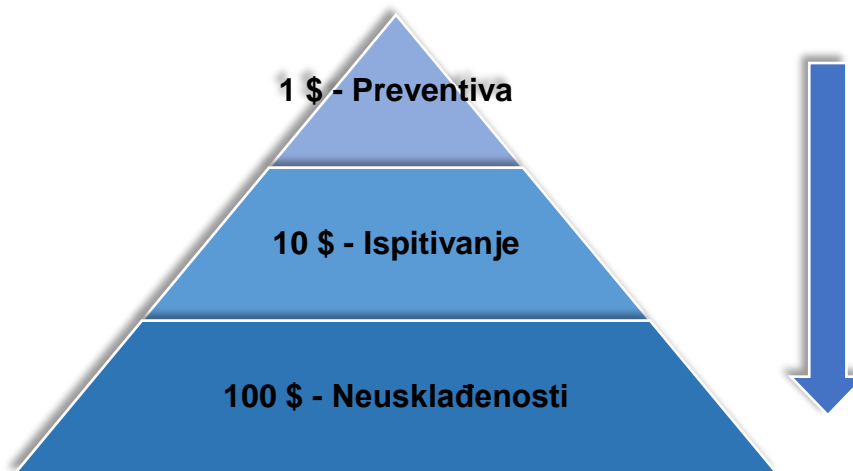 1 $ - Preventiva
10 $ - Ispitivanje
100 $ - Neusklađenosti